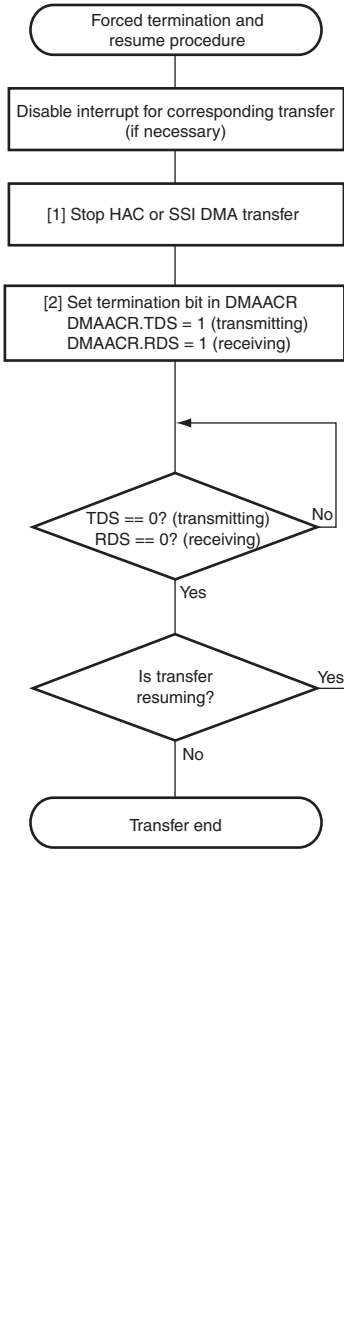 Forced termination and
resume procedure
Disable interrupt for corresponding transfer
(if necessary)
[1] Stop HAC or SSI DMA transfer
[2] Set termination bit in DMAACR
DMAACR.TDS = 1 (transmitting)
DMAACR.RDS = 1 (receiving)
TDS == 0? (transmitting)
RDS == 0? (receiving)
No
Yes
Is transfer
resuming?
Yes
No
Transfer end